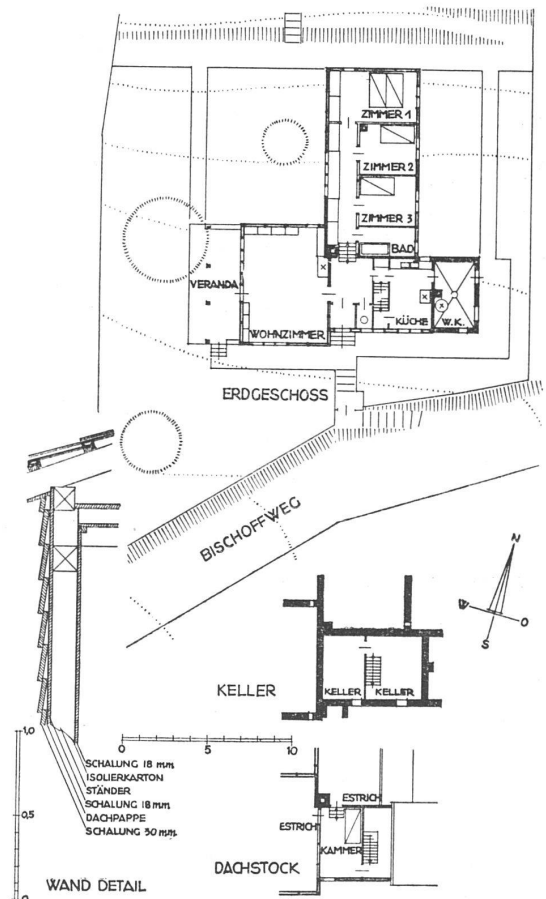 ZIMMER 1
ZIMMER 2
ZIMMER 3
BAD
VERANDA
WOHNZIMMER
KÜCHE
W.K.
ERDGESCHOSS
BISCHOFFWEG
N
W
O
S
KELLER
KELLER KELLER
0 5 10
1,0
0,5
0
SCHALUNG 18 mm
ISOLIERKARTON
STÄNDER
SCHALUNG 18 mm
DACHPAPPE
SCHALUNG 30 mm
WAND DETAIL
ESTRICH
ESTRICH
KAMMER
DACHSTOCK